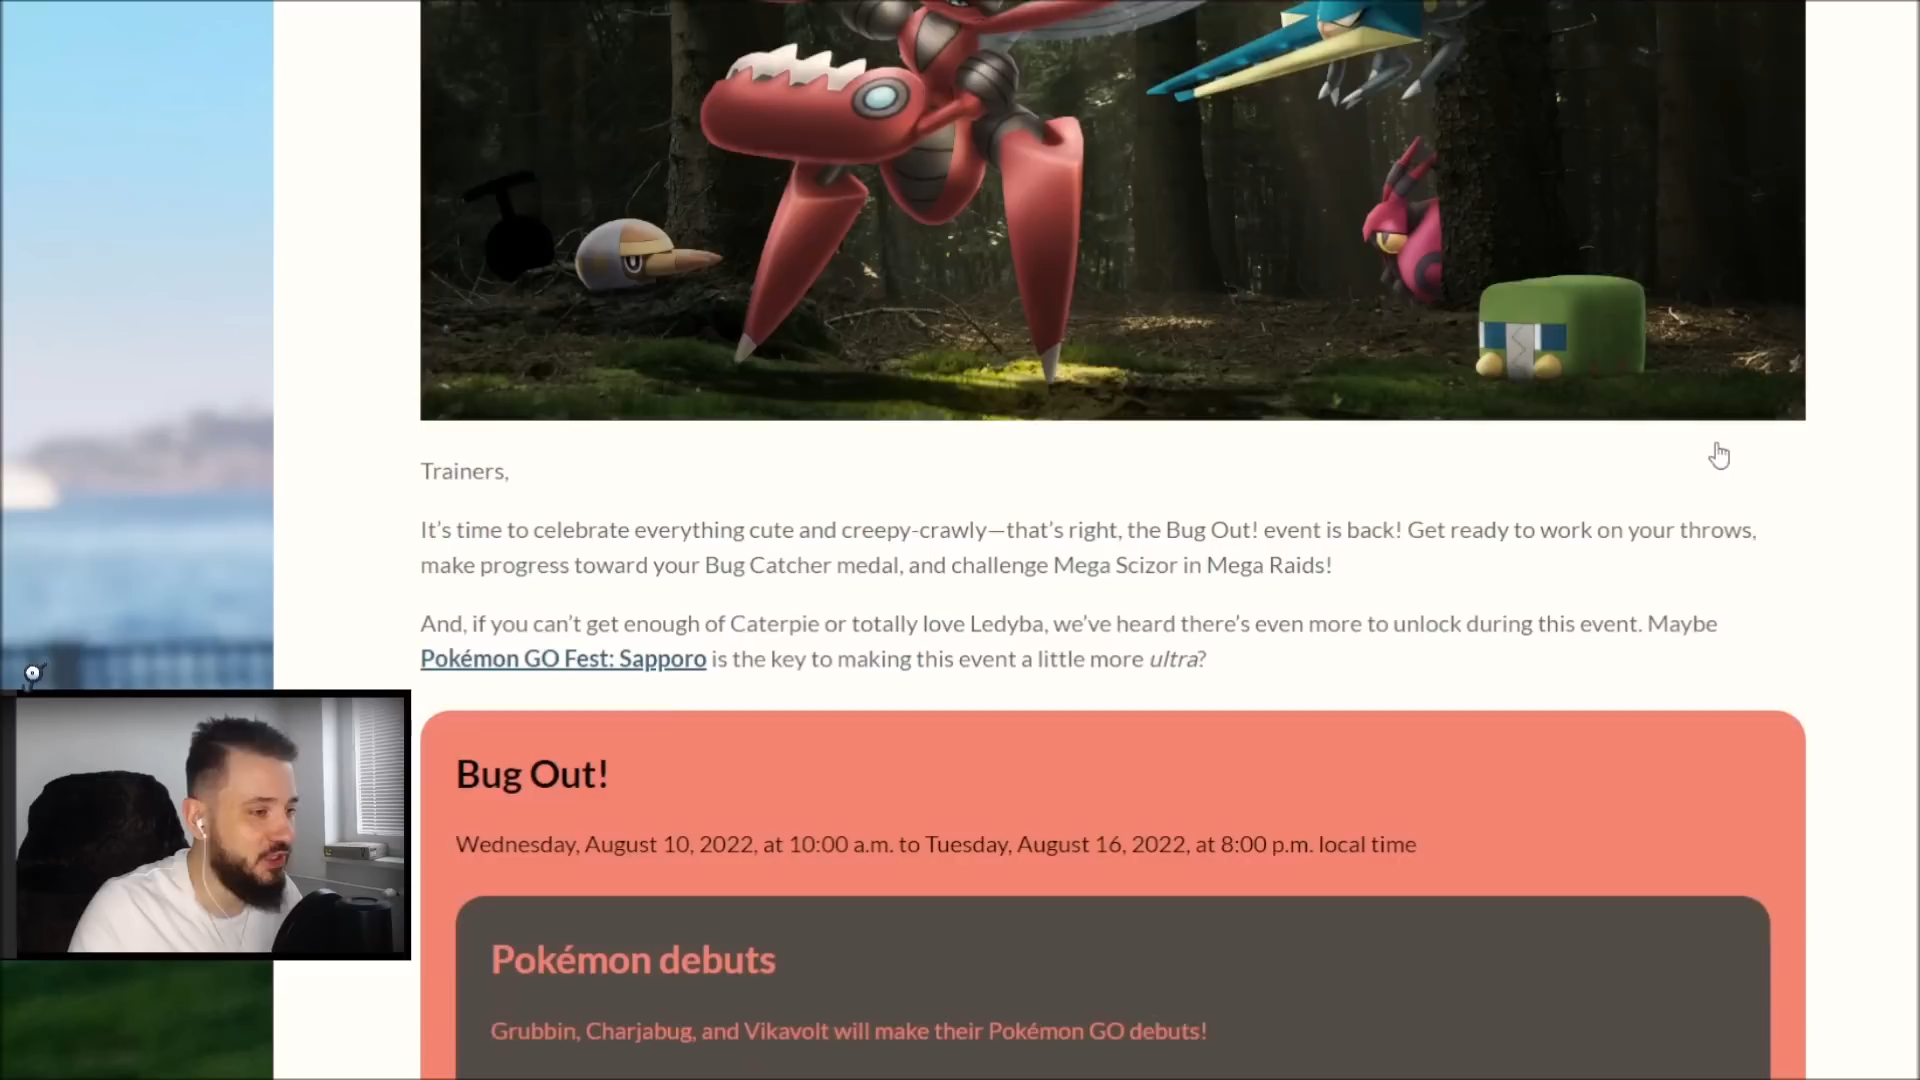 Trainers,
It's time to celebrate everything cute and creepy-crawly—that's right, the Bug Out! event is back! Get ready to work on your throws,
make progress toward your Bug Catcher medal, and challenge Mega Scizor in Mega Raids!
And, if you can't get enough of Caterpie or totally love Ledyba, we've heard there's even more to unlock during this event. Maybe
Pokémon GO Fest: Sapporo is the key to making this event a little more ultra?
Bug Out!
Wednesday, August 10, 2022, at 10:00 a.m. to Tuesday, August 16, 2022, at 8:00 p.m. local time
Pokémon debuts
Grubbin, Charjabug, and Vikavolt will make their Pokémon GO debuts!